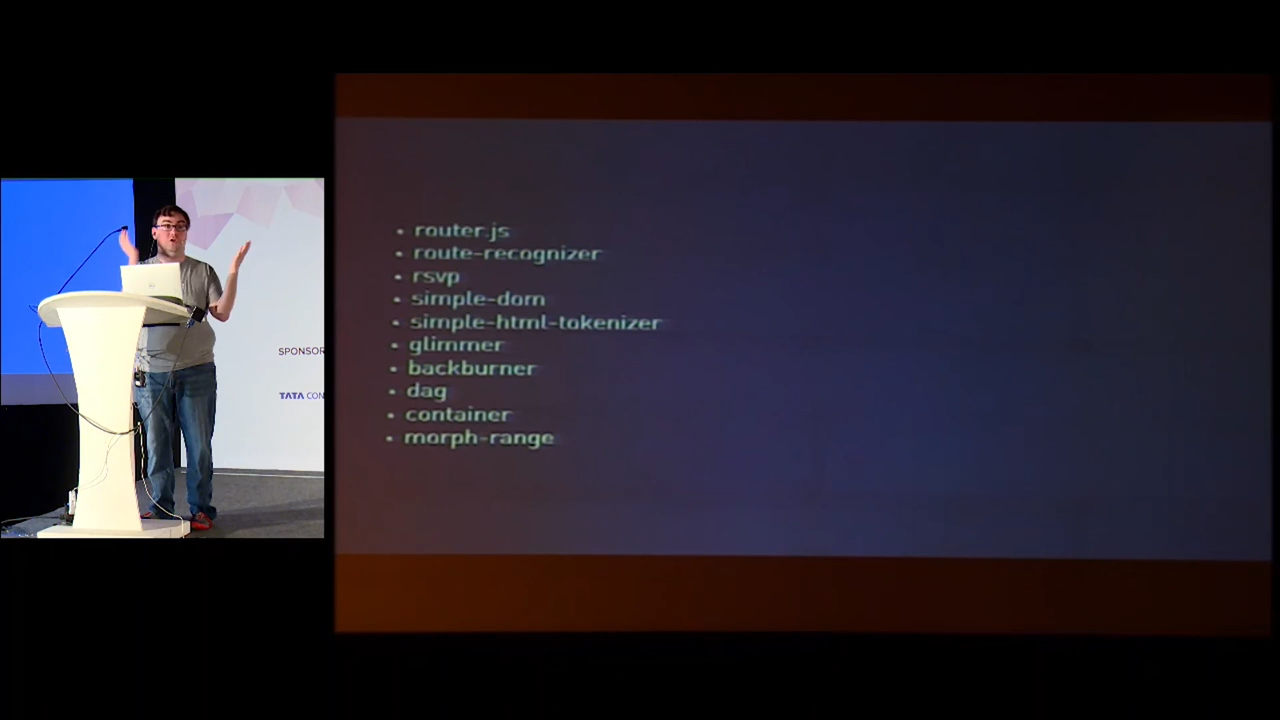 SPONSOR
TATA CON
• router.js
• route-recognizer
• rsvp
• simple-dom
• simple-html-tokenizer
• glimmer
• backburner
• dag
• container
• morph-range